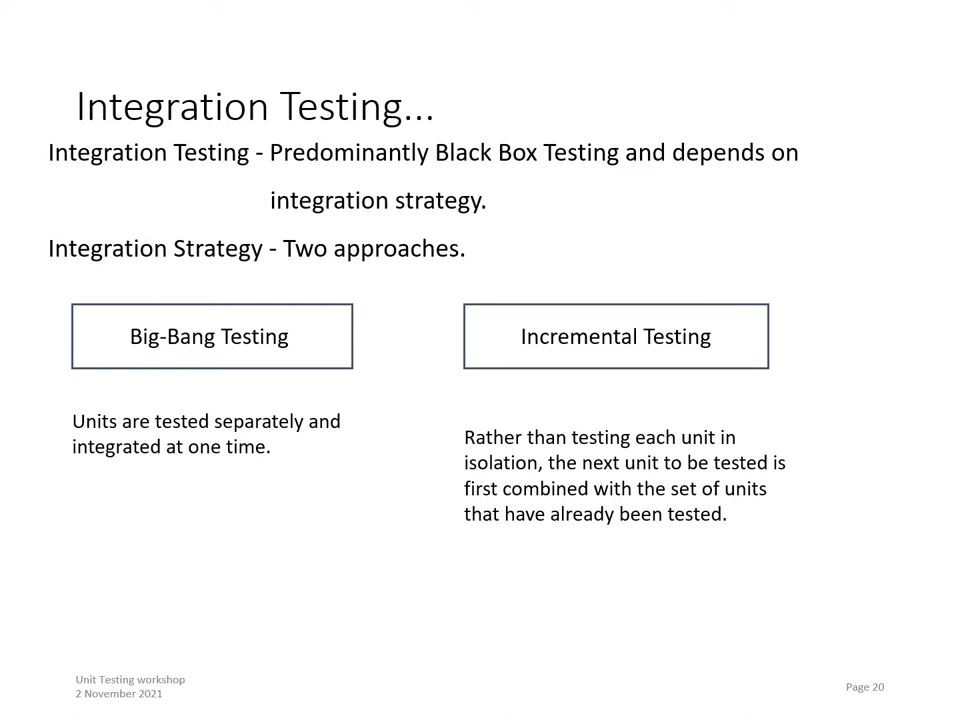 Integration Testing...
Integration Testing - Predominantly Black Box Testing and depends on
integration strategy.
Integration Strategy - Two approaches.
Big-Bang Testing
Units are tested separately and
integrated at one time.
Incremental Testing
Rather than testing each unit in
isolation, the next unit to be tested is
first combined with the set of units
that have already been tested.
Unit Testing workshop
2 November 2021
Page 20